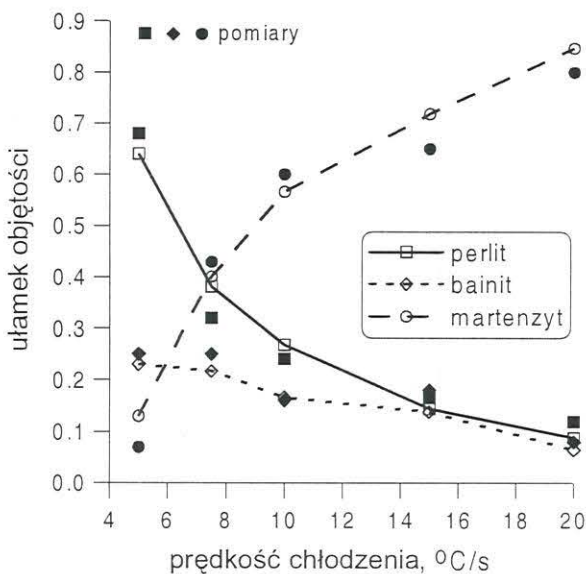 0.9
■ ◆ ● pomiary
0.8
0.7
0.6
0.5
0.4
0.3
0.2
0.1
0.0
ułamek objętości
perlit
bainit
martenzyt
4 6 8 10 12 14 16 18 20
prędkość chłodzenia, ºC/s